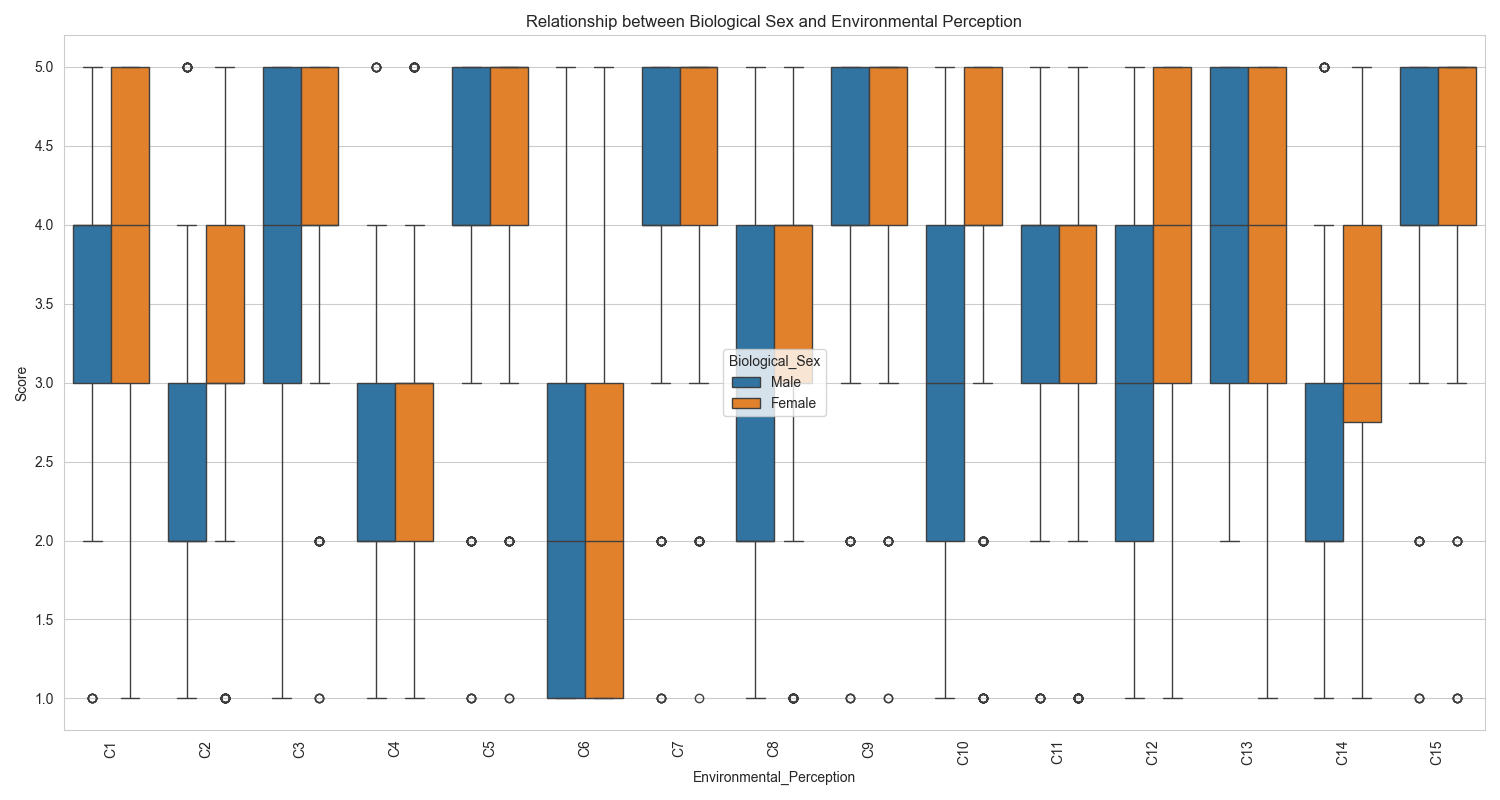 Relationship between Biological Sex and Environmental Perception
Score
5.0
4.5
4.0
3.5
3.0
2.5
2.0
1.5
1.0
Biological_Sex
Male
Female
C1 C2 C3 C4 C5 C6 C7 C8 C9 C10 C11 C12 C13 C14 C15
Environmental_Perception